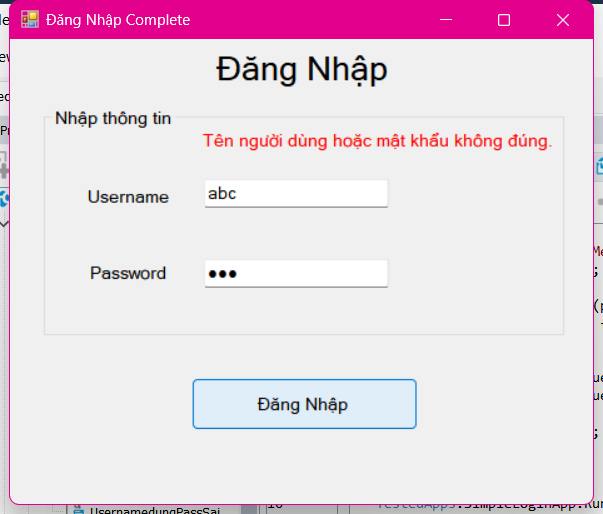 Đăng Nhập Complete
Đăng Nhập
Nhập thông tin
Tên người dùng hoặc mật khẩu không đúng.
Username
abc
Password
●●●
Đăng Nhập
UsernamedungPassSai